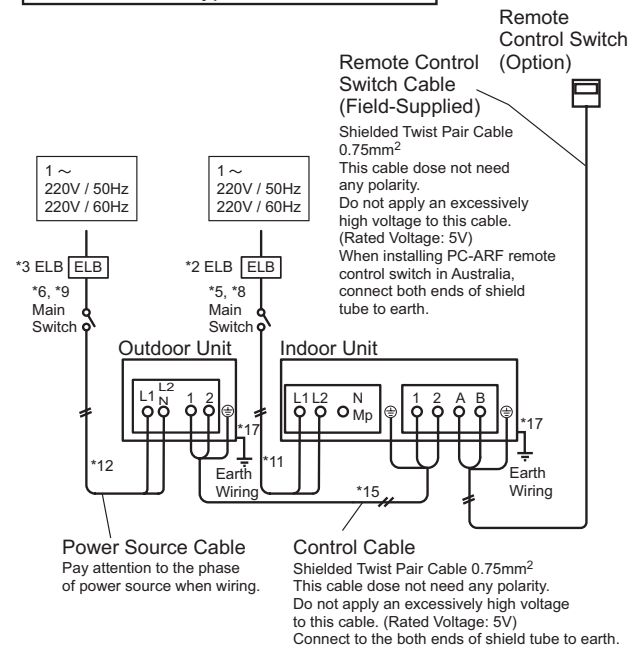 Remote
Control Switch
(Option)
Remote Control
Switch Cable
(Field-Supplied)
Shielded Twist Pair Cable
0.75mm²
This cable dose not need
any polarity.
Do not apply an excessively
high voltage to this cable.
(Rated Voltage: 5V)
When installing PC-ARF remote
control switch in Australia,
connect both ends of shield
tube to earth.
1 ~
220V / 50Hz
220V / 60Hz
1 ~
220V / 50Hz
220V / 60Hz
*3 ELB ELB
*2 ELB ELB
*6, *9
Main
Switch
*5, *8
Main
Switch
Outdoor Unit
Indoor Unit
L1 L2 N 1 2
L1 L2 N Mp
1 2 A B
*17
*17
*12
*11
*15
Earth
Wiring
Earth
Wiring
Power Source Cable
Pay attention to the phase
of power source when wiring.
Control Cable
Shielded Twist Pair Cable 0.75mm²
This cable dose not need any polarity.
Do not apply an excessively high voltage
to this cable. (Rated Voltage: 5V)
Connect to the both ends of shield tube to earth.